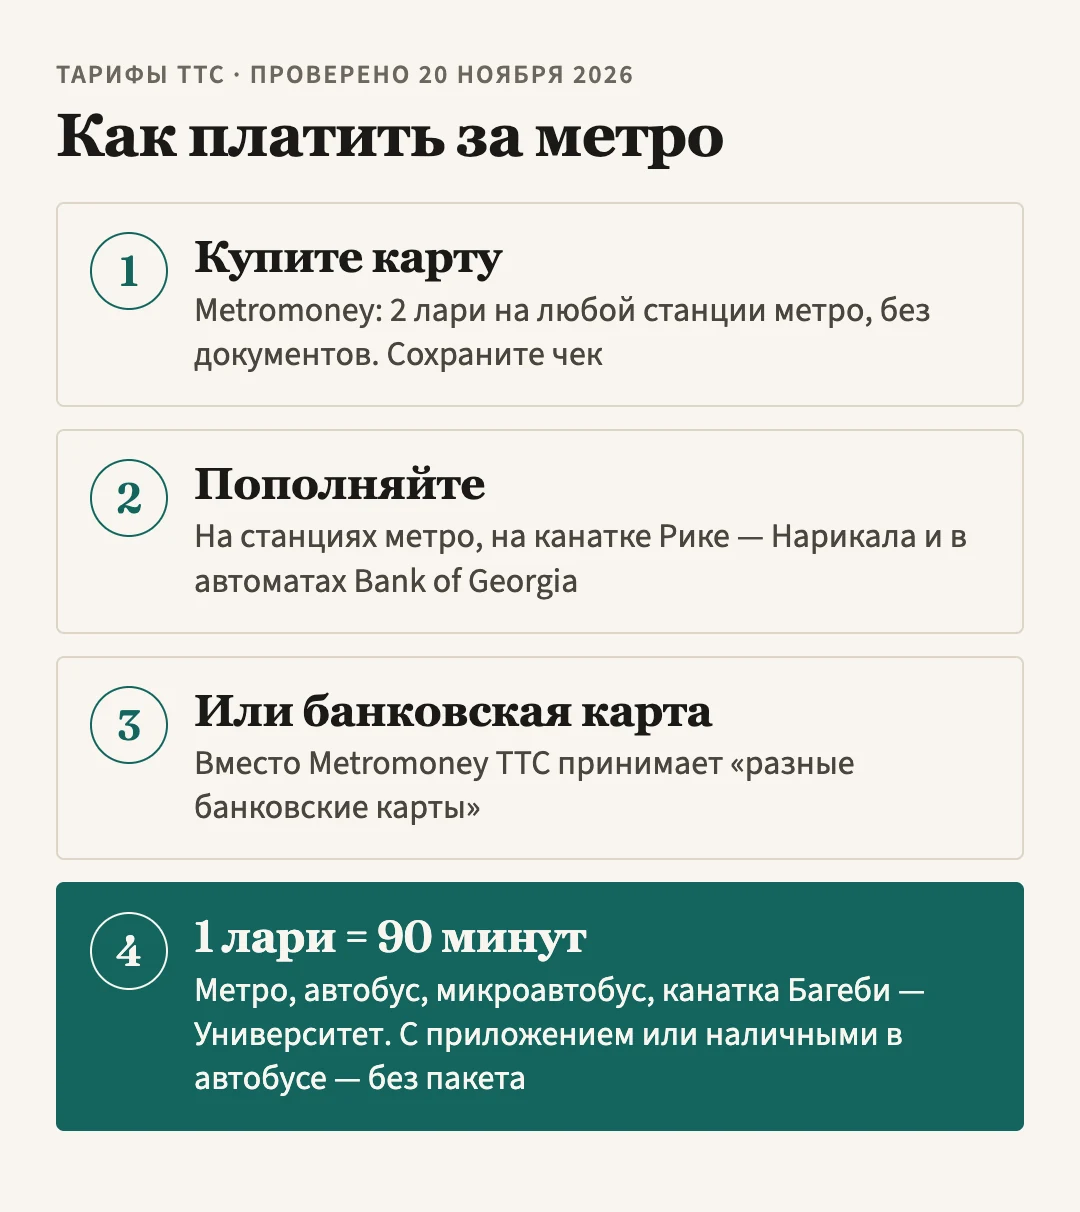 ТАРИФЫ ТТС · ПРОВЕРЕНО 20 НОЯБРЯ 2026
Как платить за метро
1
Купите карту
Metromoney: 2 лари на любой станции метро, без
документов. Сохраните чек
2
Пополняйте
На станциях метро, на канатке Рике — Нарикала и в
автоматах Bank of Georgia
3
Или банковская карта
Вместо Metromoney ТТС принимает «разные
банковские карты»
4
1 лари = 90 минут
Метро, автобус, микроавтобус, канатка Багеби —
Университет. С приложением или наличными в
автобусе — без пакета